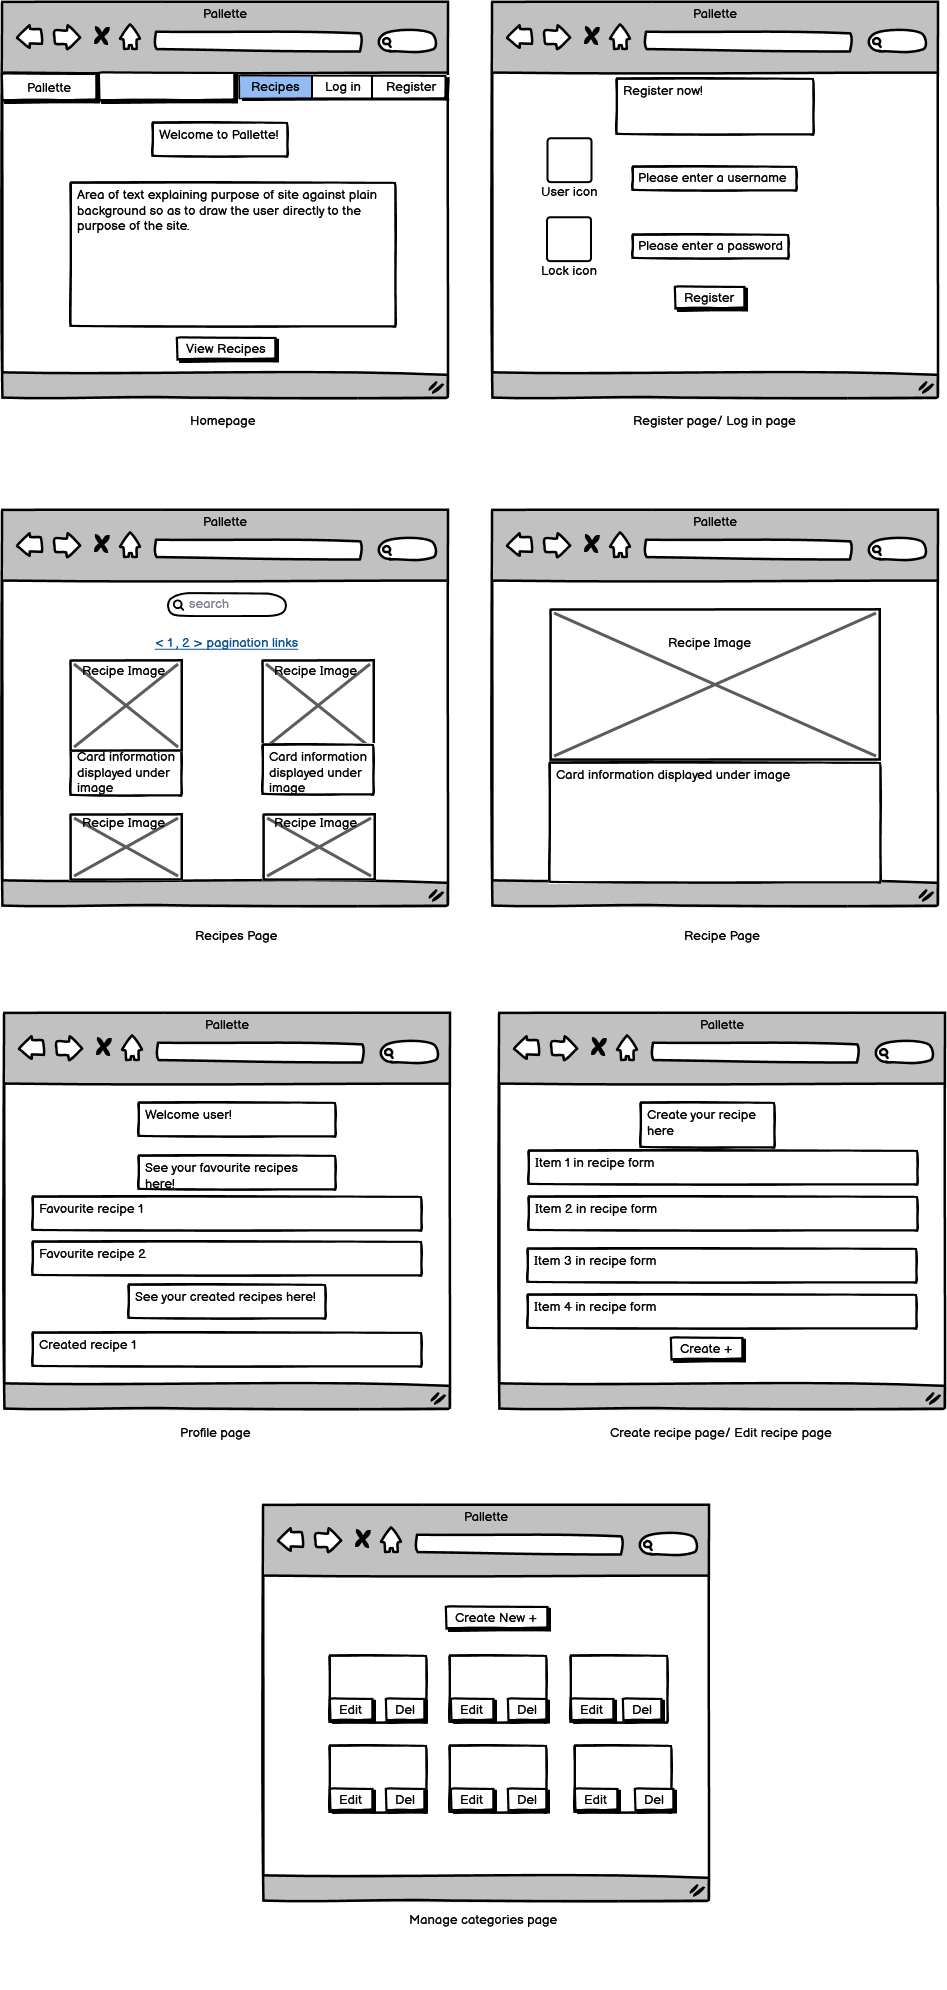 Pallette
Pallette
Recipes
Log in
Register
Welcome to Pallette!
Area of text explaining purpose of site against plain
background so as to draw the user directly to the
purpose of the site.
View Recipes
Homepage
Pallette
Register now!
User icon
Please enter a username
Lock icon
Please enter a password
Register
Register page/ Log in page
Pallette
search
< 1, 2 > pagination links
Recipe Image
Recipe Image
Card information
displayed under
image
Card information
displayed under
image
Recipe Image
Recipe Image
Recipes Page
Pallette
Recipe Image
Card information displayed under image
Recipe Page
Pallette
Welcome user!
See your favourite recipes
here!
Favourite recipe 1
Favourite recipe 2
See your created recipes here!
Created recipe 1
Profile page
Pallette
Create your recipe
here
Item 1 in recipe form
Item 2 in recipe form
Item 3 in recipe form
Item 4 in recipe form
Create +
Create recipe page/ Edit recipe page
Pallette
Create New +
Edit
Del
Edit
Del
Edit
Del
Edit
Del
Edit
Del
Edit
Del
Manage categories page